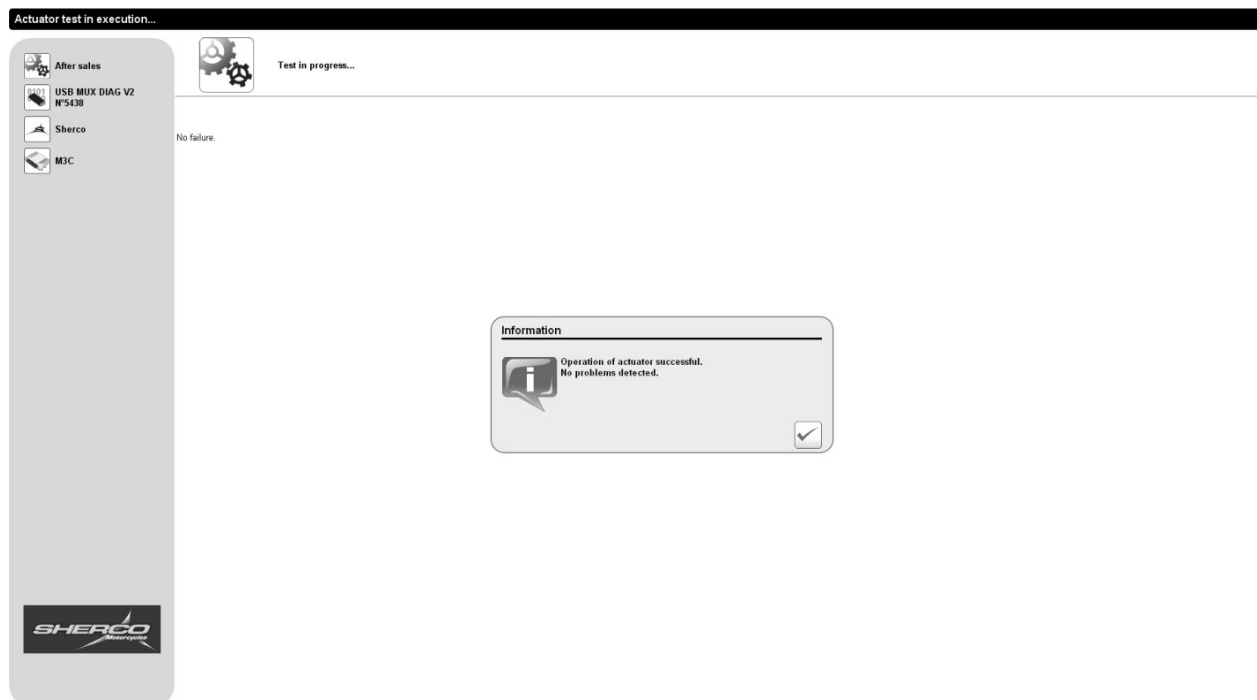 Actuator test in execution...
After sales
USB MUX DIAG V2
N°5438
Sherco
M3C
Test in progress...
No failure.
Information
Operation of actuator successful.
No problems detected.
0101
SHERCO
Motorcycles